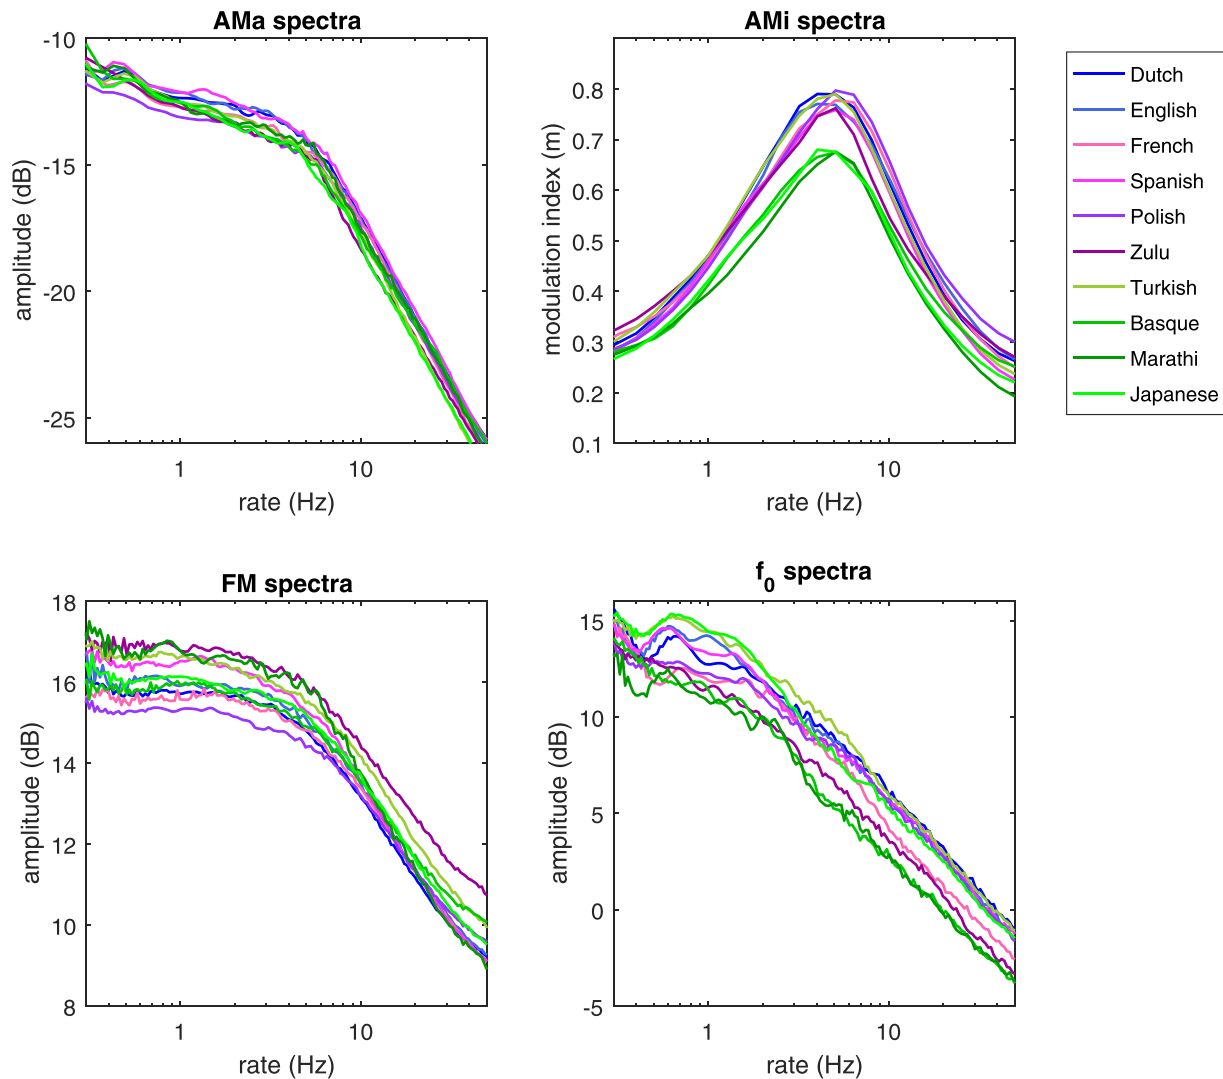 AMa spectra
-10
-15
-20
-25
amplitude (dB)
1
10
rate (Hz)
AMi spectra
0.8
0.7
0.6
0.5
0.4
0.3
0.2
0.1
modulation index (m)
1
10
rate (Hz)
Dutch
English
French
Spanish
Polish
Zulu
Turkish
Basque
Marathi
Japanese
FM spectra
18
16
14
12
10
8
amplitude (dB)
1
10
rate (Hz)
f0 spectra
15
10
5
0
-5
amplitude (dB)
1
10
rate (Hz)